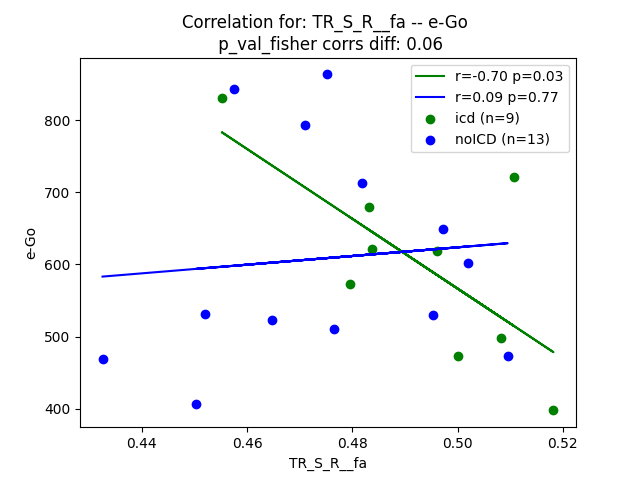 Correlation for: TR_S_R__fa -- e-Go
p_val_fisher corrs diff: 0.06
r=-0.70 p=0.03
r=0.09 p=0.77
icd (n=9)
noICD (n=13)
800
700
600
500
400
e-Go
0.44
0.46
0.48
0.50
0.52
TR_S_R__fa